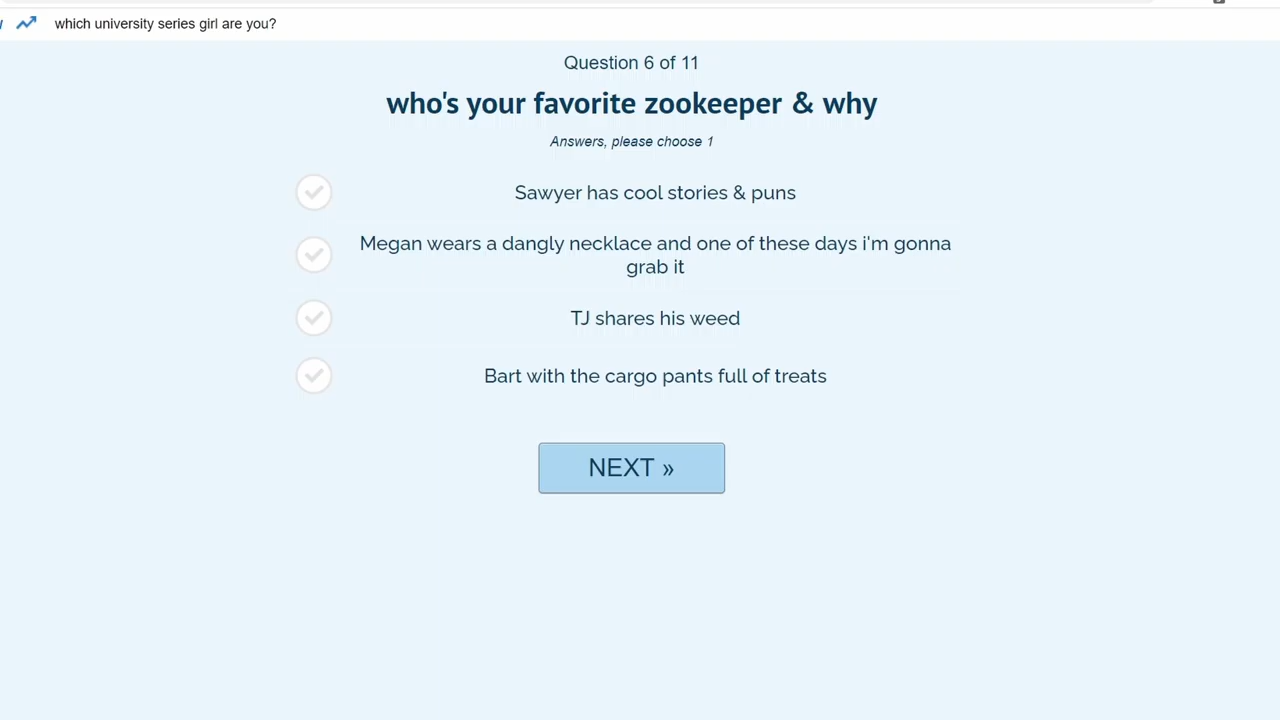 which university series girl are you?
Question 6 of 11
who's your favorite zookeeper & why
Answers, please choose 1
Sawyer has cool stories & puns
Megan wears a dangly necklace and one of these days i'm gonna
grab it
TJ shares his weed
Bart with the cargo pants full of treats
NEXT »